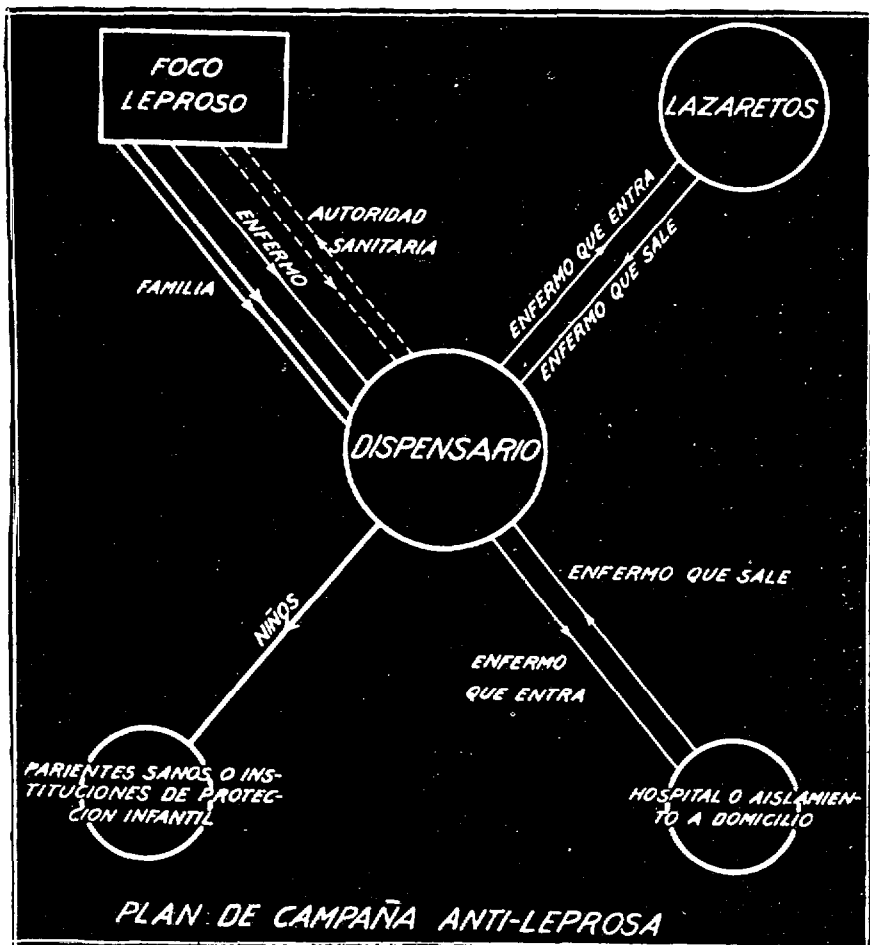 FOCO
LEPROSO
LAZARETOS
AUTORIDAD
SANITARIA
ENFERMO
FAMILIA
ENFERMO QUE ENTRA
ENFERMO QUE SALE
DISPENSARIO
NIÑOS
ENFERMO QUE SALE
ENFERMO
QUE ENTRA
PARIENTES SANOS O INS-
TITUCIONES DE PROTEC-
CION INFANTIL
HOSPITAL O AISLAMIEN-
TO A DOMICILIO
PLAN DE CAMPAÑA ANTI-LEPROSA